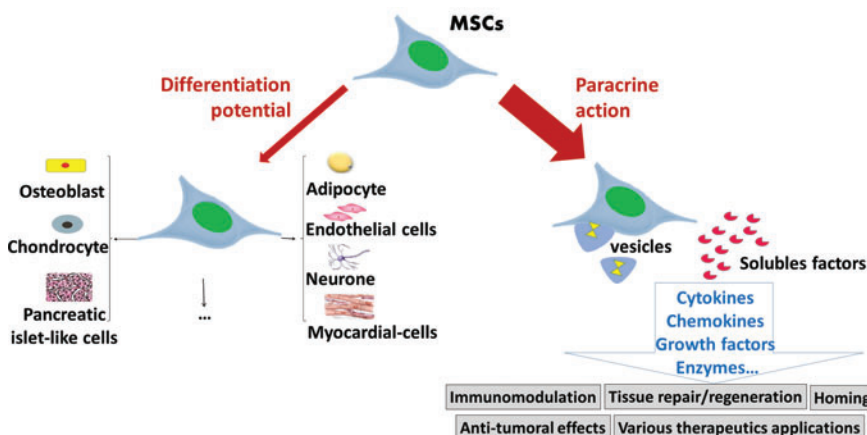 MSCs
Differentiation
potential
Paracrine
action
Osteoblast
Chondrocyte
Pancreatic
islet-like cells
Adipocyte
Endothelial cells
Neurone
Myocardial-cells
...
vesicles
Solubles factors
Cytokines
Chemokines
Growth factors
Enzymes...
Immunomodulation
Tissue repair/regeneration
Homing
Anti-tumoral effects
Various therapeutics applications